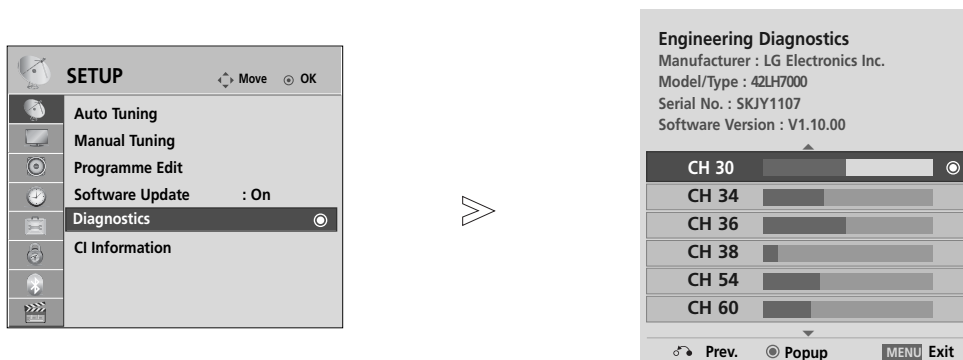 SETUP
Move OK
Auto Tuning
Manual Tuning
Programme Edit
Software Update : On
Diagnostics
CI Information
Engineering Diagnostics
Manufacturer : LG Electronics Inc.
Model/Type : 42LH7000
Serial No. : SKJY1107
Software Version : V1.10.00
CH 30
CH 34
CH 36
CH 38
CH 54
CH 60
Prev. Popup MENU Exit